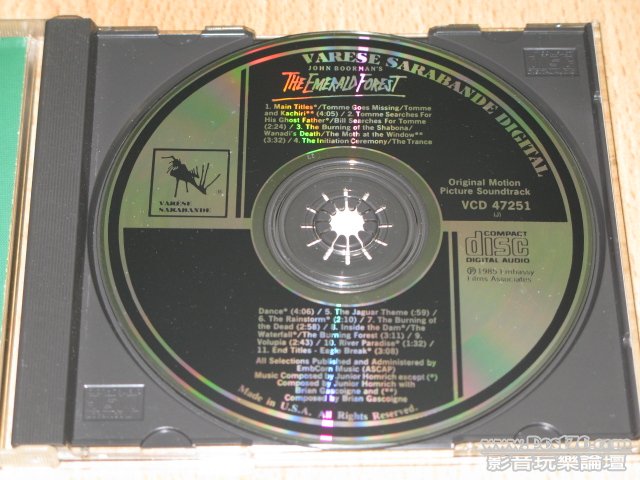 VARESE SARABANDE DIGITAL
JOHN BOORMAN'S
THE EMERALD FOREST
1. Main Titles*/Tomme Goes Missing/Tomme
and Kachiri** (4:05) / 2. Tomme Searches For
His Ghost Father*/Bill Searches For Tomme
(2:24) / 3. The Burning of the Shabona/
Wanadi's Death/The Moth at the Window**
(3:32) / 4. The Initiation Ceremony/The Trance
VARESE
SARABANDE
Original Motion
Picture Soundtrack
VCD 47251
(J)
COMPACT
disc
DIGITAL AUDIO
Ⓟ1985 Embassy
Films Associates
Dance* (4:06) / 5. The Jaguar Theme (:59) /
6. The Rainstorm* (2:10) / 7. The Burning of
the Dead (2:58) / 8. Inside the Dam*/The
Waterfall*/The Burning Forest (3:11) / 9.
Volupia (2:43) / 10. River Paradise* (1:32) /
11. End Titles - Eagle Break* (3:08)
All Selections Published and Administered by
EmbCom Music (ASCAP)
Music Composed by Junior Homrich except (*)
Composed by Junior Homrich with
Brian Gascoigne and (**)
Composed by Brian Gascoigne
Made in U.S.A. All Rights Reserved.
影音玩樂論壇